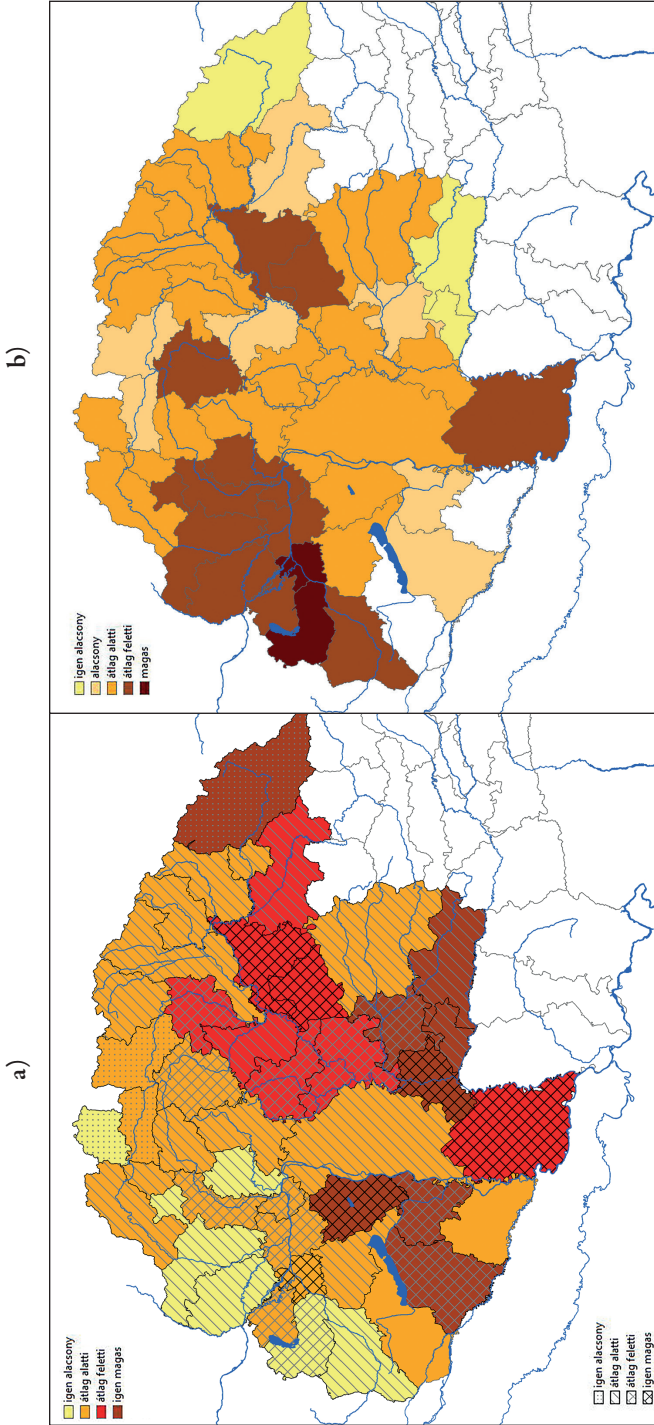 a)
igen alacsony
átlag alatti
átlag feletti
igen magas
igen alacsony
átlag alatti
átlag feletti
igen magas
b)
igen alacsony
alacsony
átlag alatti
átlag feletti
magas